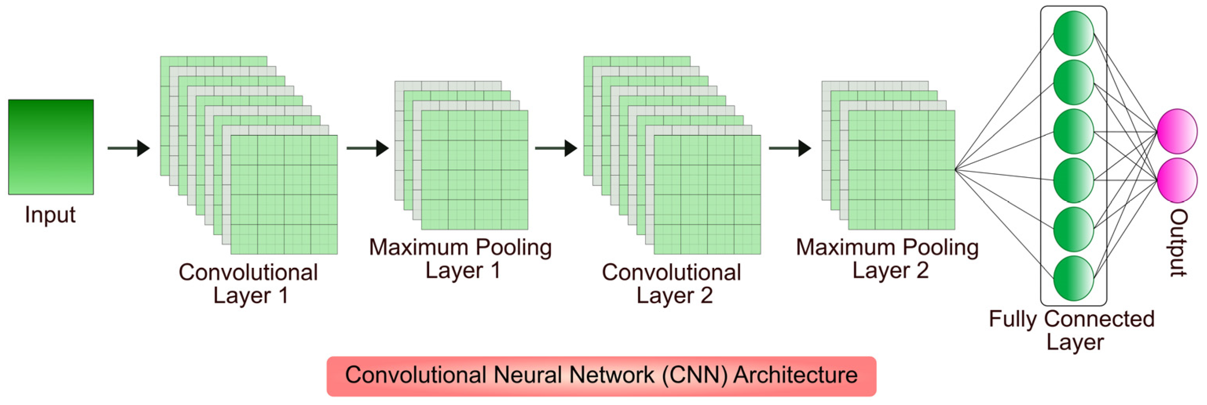 Input
Convolutional
Layer 1
Maximum Pooling
Layer 1
Convolutional
Layer 2
Maximum Pooling
Layer 2
Fully Connected
Layer
Output
Convolutional Neural Network (CNN) Architecture